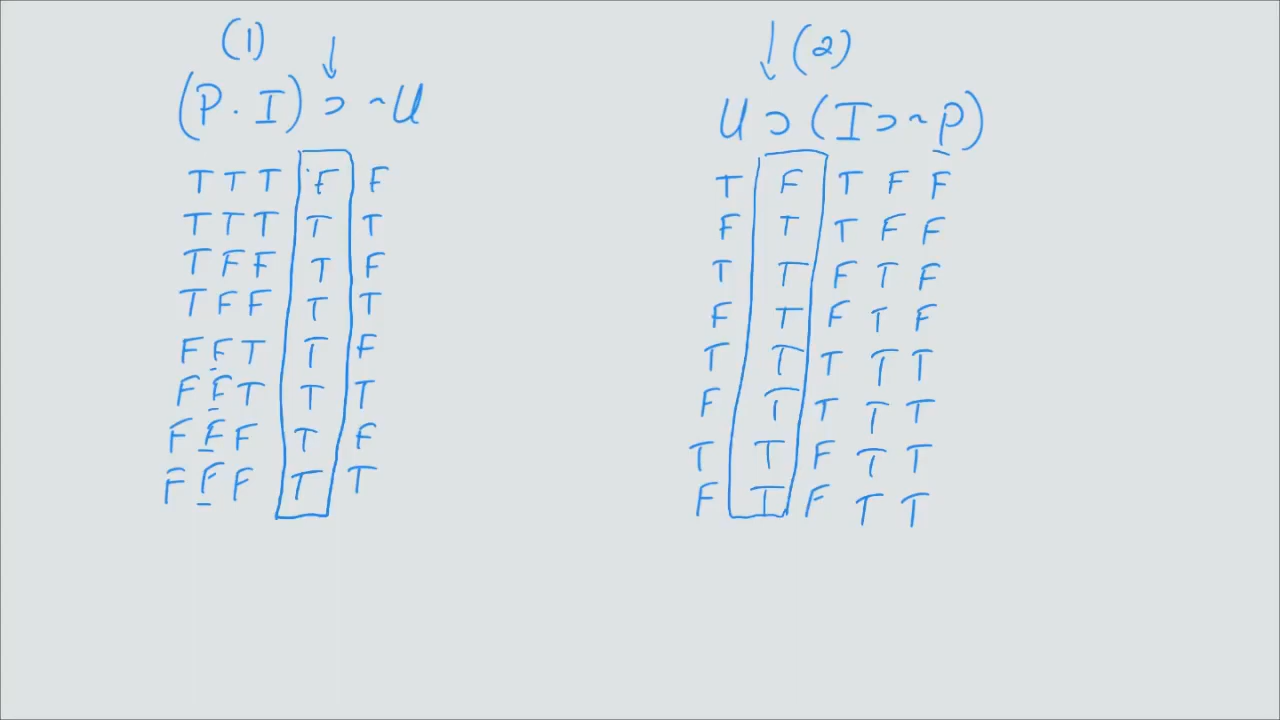 (1)
(P · I) ⊃ ~U
T T T F F
T T T T T
T F F T F
T F F T T
F F T T F
F F T T T
F F F T F
F F F T T
(2)
U ⊃ (I ⊃ ~P)
T F T F F
F T T F F
T T F T F
F T F T F
T T T T T
F T T T T
T T F T T
F T F T T